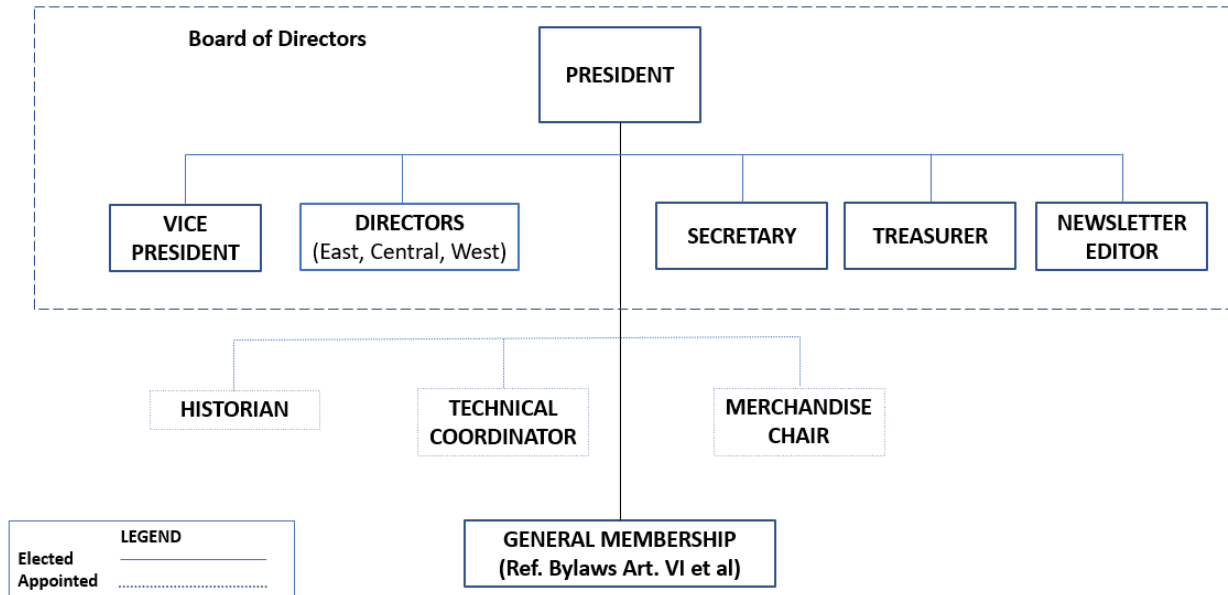 Board of Directors
PRESIDENT
VICE
PRESIDENT
DIRECTORS
(East, Central, West)
SECRETARY
TREASURER
NEWSLETTER
EDITOR
HISTORIAN
TECHNICAL
COORDINATOR
MERCHANDISE
CHAIR
GENERAL MEMBERSHIP
(Ref. Bylaws Art. VI et al)
LEGEND
Elected
Appointed